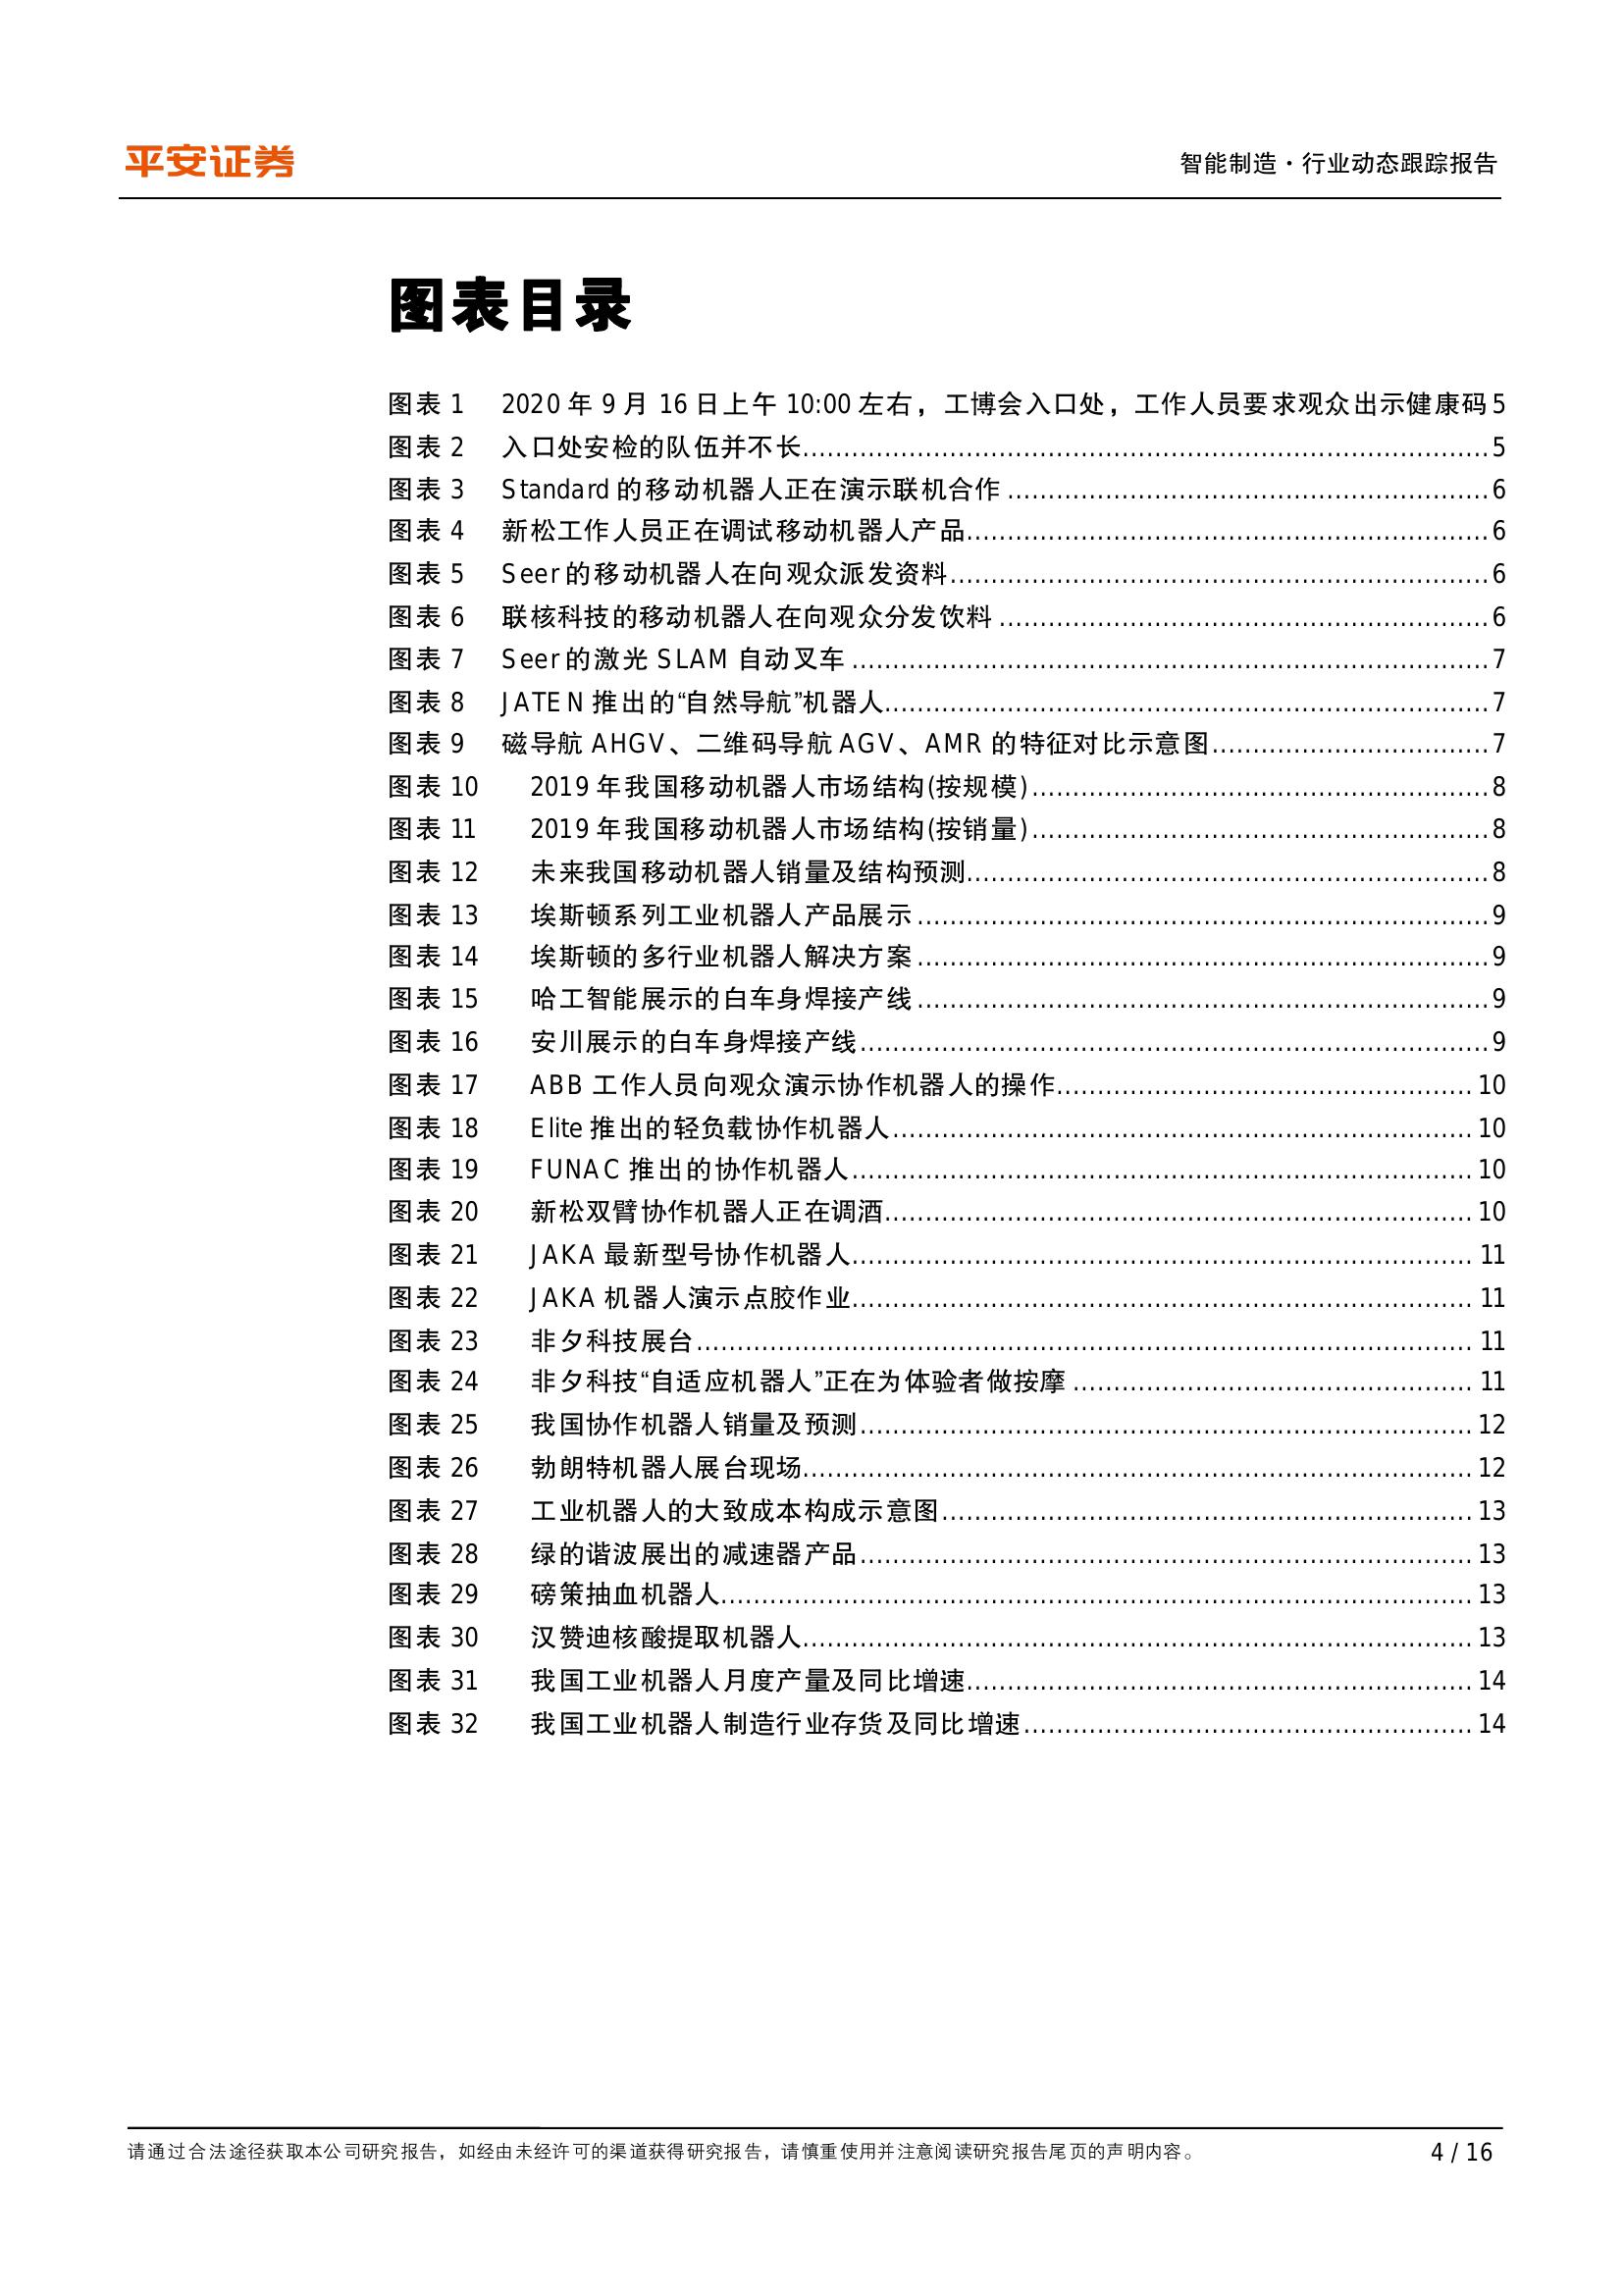 平安证券
智能制造·行业动态跟踪报告
图表目录
图表 1 2020 年 9 月 16 日上午 10:00 左右，工博会入口处，工作人员要求观众出示健康码 5
图表 2 入口处安检的队伍并不长 5
图表 3 Standard 的移动机器人正在演示联机合作 6
图表 4 新松工作人员正在调试移动机器人产品 6
图表 5 Seer 的移动机器人在向观众派发资料 6
图表 6 联核科技的移动机器人在向观众分发饮料 6
图表 7 Seer 的激光 SLAM 自动叉车 7
图表 8 JATEN 推出的“自然导航”机器人 7
图表 9 磁导航 AHGV、二维码导航 AGV、AMR 的特征对比示意图 7
图表 10 2019 年我国移动机器人市场结构(按规模) 8
图表 11 2019 年我国移动机器人市场结构(按销量) 8
图表 12 未来我国移动机器人销量及结构预测 8
图表 13 埃斯顿系列工业机器人产品展示 9
图表 14 埃斯顿的多行业机器人解决方案 9
图表 15 哈工智能展示的白车身焊接产线 9
图表 16 安川展示的白车身焊接产线 9
图表 17 ABB 工作人员向观众演示协作机器人的操作 10
图表 18 Elite 推出的轻负载协作机器人 10
图表 19 FUNAC 推出的协作机器人 10
图表 20 新松双臂协作机器人正在调酒 10
图表 21 JAKA 最新型号协作机器人 11
图表 22 JAKA 机器人演示点胶作业 11
图表 23 非夕科技展台 11
图表 24 非夕科技“自适应机器人”正在为体验者做按摩 11
图表 25 我国协作机器人销量及预测 12
图表 26 勃朗特机器人展台现场 12
图表 27 工业机器人的大致成本构成示意图 13
图表 28 绿的谐波展出的减速器产品 13
图表 29 磅策抽血机器人 13
图表 30 汉赞迪核酸提取机器人 13
图表 31 我国工业机器人月度产量及同比增速 14
图表 32 我国工业机器人制造行业存货及同比增速 14
请通过合法途径获取本公司研究报告，如经由未经许可的渠道获得研究报告，请慎重使用并注意阅读研究报告尾页的声明内容。
4 / 16